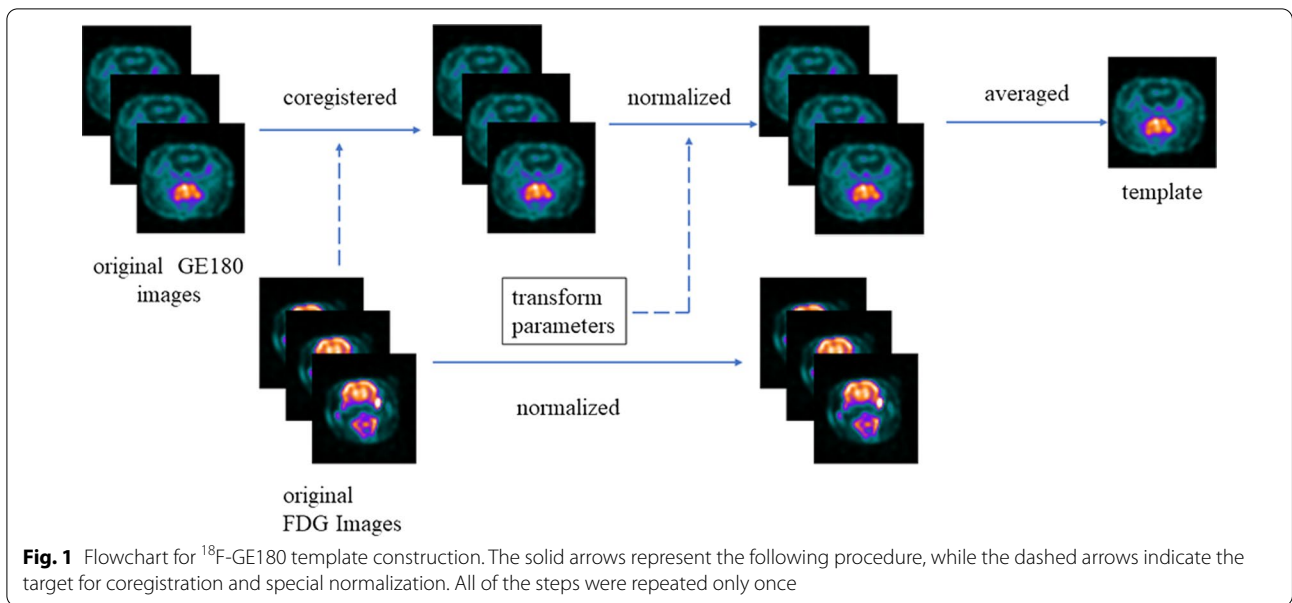 coregistered
normalized
averaged
template
original GE180
images
transform
parameters
normalized
original
FDG Images
Fig. 1 Flowchart for ¹⁸F-GE180 template construction. The solid arrows represent the following procedure, while the dashed arrows indicate the
target for coregistration and special normalization. All of the steps were repeated only once